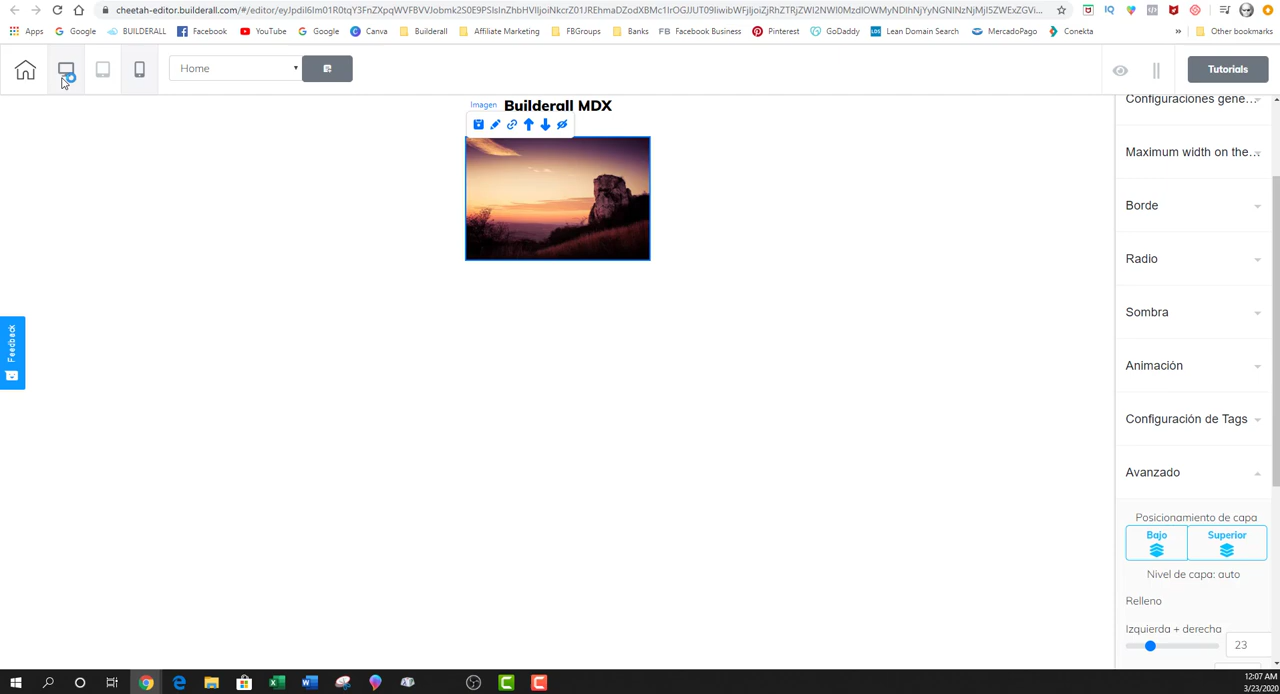 cheetah-editor.builderall.com/#/editor/
Apps
Google
BUILDERALL
Facebook
YouTube
Google
Canva
Builderall
Affiliate Marketing
FBGroups
Banks
FB Facebook Business
Pinterest
GoDaddy
LDS Lean Domain Search
MercadoPago
Conekta
»
Other bookmarks
Home
Tutorials
Imagen
Builderall MDX
Configuraciones gene...
Maximum width on the...
Borde
Radio
Sombra
Animación
Configuración de Tags
Avanzado
Posicionamiento de capa
Bajo
Superior
Nivel de capa: auto
Relleno
Izquierda + derecha
23
Feedback
12:07 AM
3/23/2020